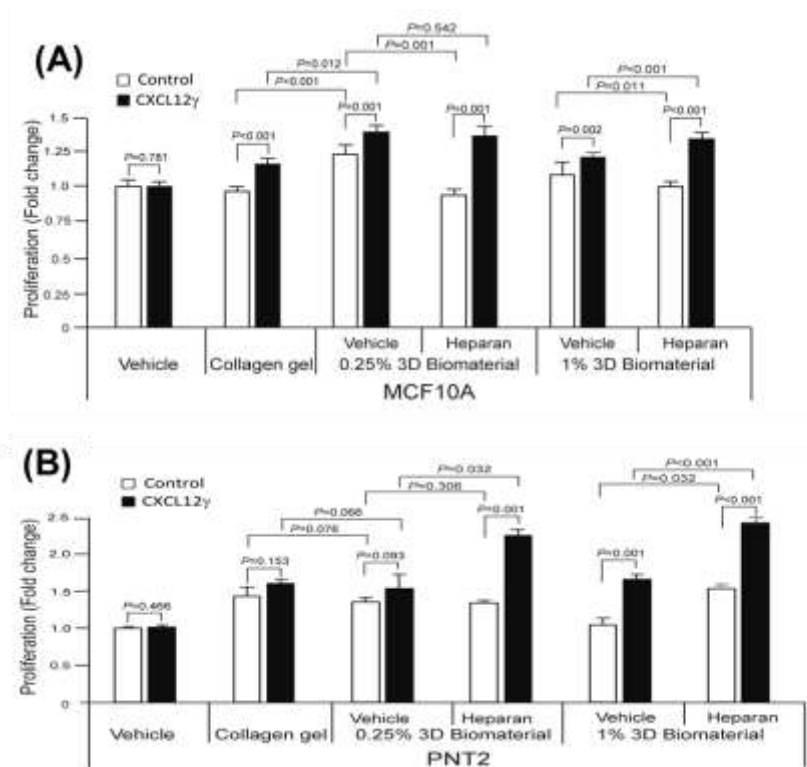 (A)
Control
CXCL12γ
P=0.542
P=0.001
P=0.012
P<0.001
P<0.001
P=0.011
P=0.781
P<0.001
P=0.001
P<0.001
P=0.002
P<0.001
Proliferation (Fold change)
1.5
1.25
1.0
0.75
0.5
0.25
0
Vehicle Collagen gel Vehicle Heparan Vehicle Heparan
0.25% 3D Biomaterial 1% 3D Biomaterial
MCF10A
(B)
Control
CXCL12γ
P=0.032
P=0.306
P=0.066
P=0.076
P<0.001
P=0.032
P=0.466
P=0.153
P=0.093
P=0.001
P=0.001
P<0.001
Proliferation (Fold change)
2.5
2.0
1.5
1.0
0.5
0
Vehicle Collagen gel Vehicle Heparan Vehicle Heparan
0.25% 3D Biomaterial 1% 3D Biomaterial
PNT2